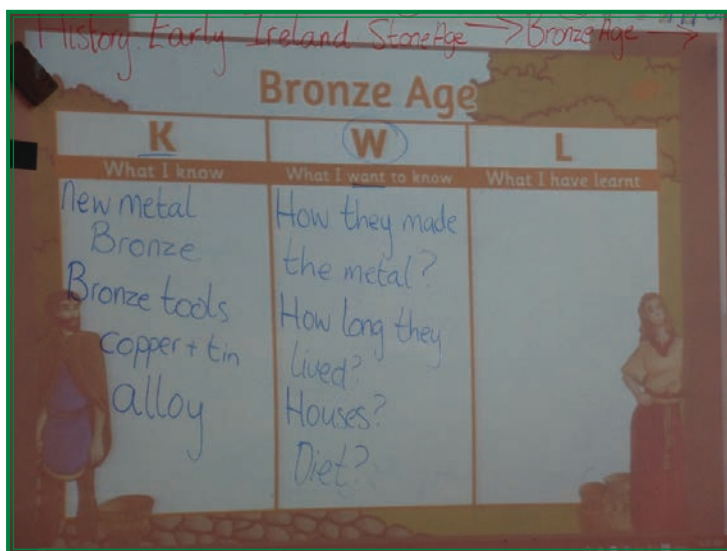 History. Early Ireland Stone Age → Bronze Age →
Bronze Age
K
What I know
new metal
Bronze
Bronze tools
copper + tin
alloy
W
What I want to know
How they made
the metal?
How long they
lived?
Houses?
Diet?
L
What I have learnt